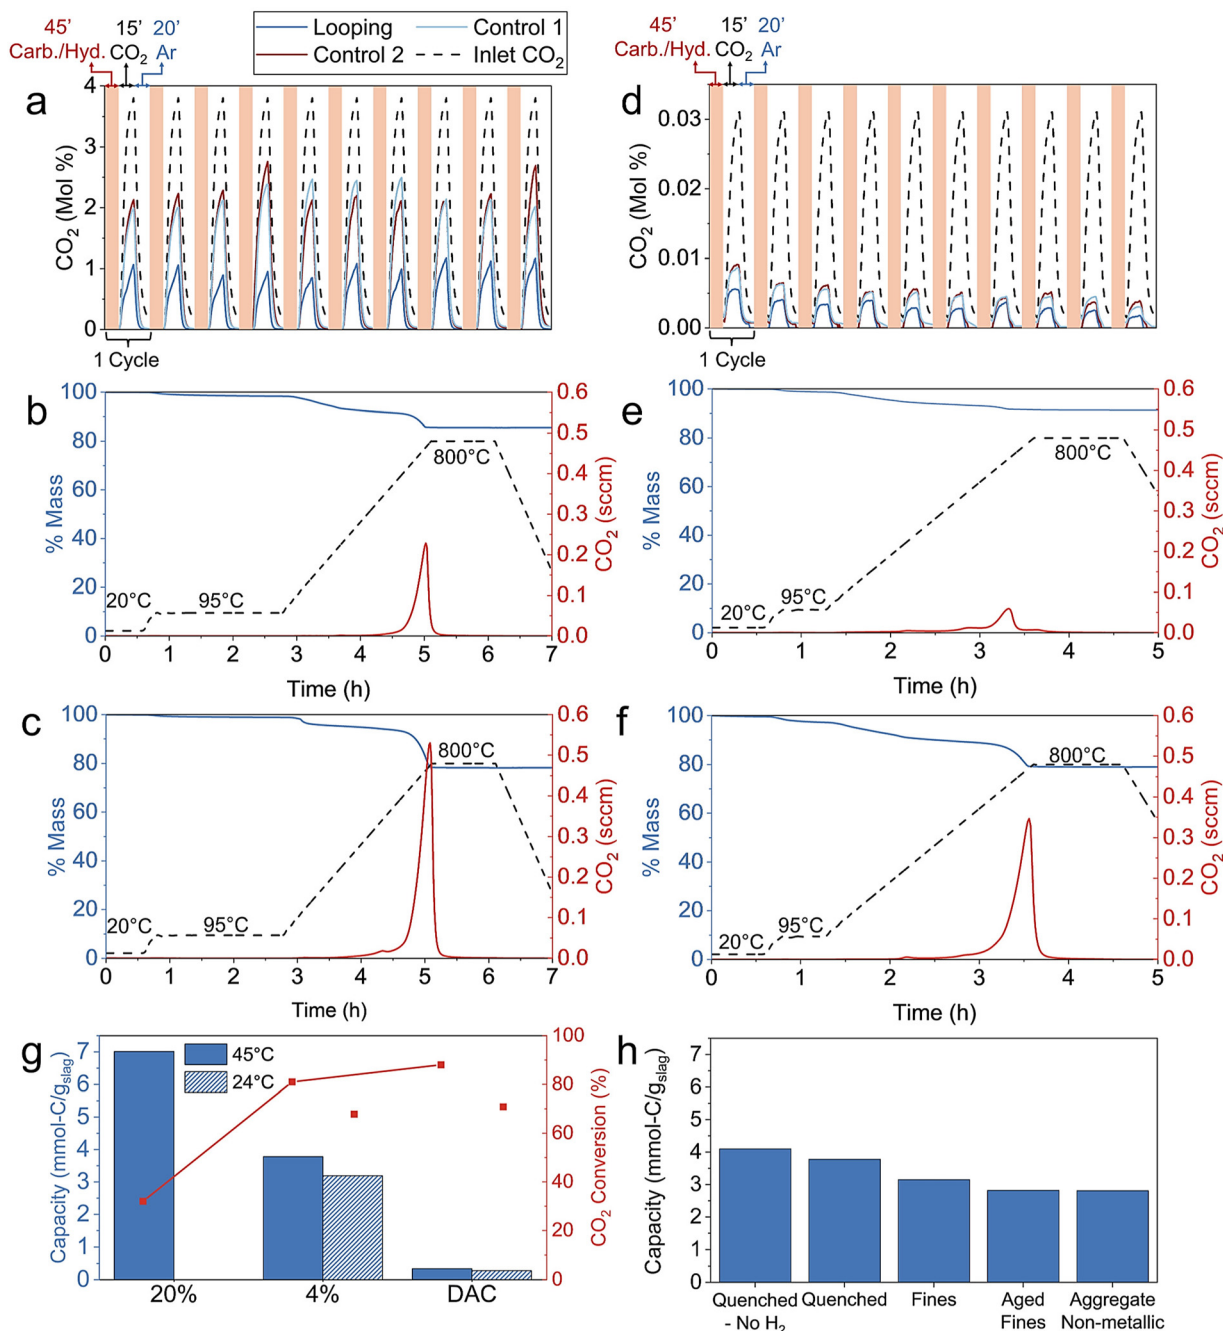 45’ 15’ 20’
Carb./Hyd. CO2 Ar
Looping Control 1
Control 2 Inlet CO2
45’ 15’ 20’
Carb./Hyd. CO2 Ar
a
4
3
2
1
0
CO2 (Mol %)
1 Cycle
d
0.03
0.02
0.01
0.00
CO2 (Mol %)
1 Cycle
b
100
80
60
40
20
0
% Mass
0.6
0.5
0.4
0.3
0.2
0.1
0.0
CO2 (sccm)
800°C
20°C
95°C
0 1 2 3 4 5 6 7
Time (h)
e
100
80
60
40
20
0
% Mass
0.6
0.5
0.4
0.3
0.2
0.1
0.0
CO2 (sccm)
800°C
20°C
95°C
0 1 2 3 4 5
Time (h)
c
100
80
60
40
20
0
% Mass
0.6
0.5
0.4
0.3
0.2
0.1
0.0
CO2 (sccm)
800°C
20°C
95°C
0 1 2 3 4 5 6 7
Time (h)
f
100
80
60
40
20
0
% Mass
0.6
0.5
0.4
0.3
0.2
0.1
0.0
CO2 (sccm)
800°C
20°C
95°C
0 1 2 3 4 5
Time (h)
g
7
6
5
4
3
2
1
0
Capacity (mmol-C/gslag)
45°C
24°C
100
80
60
40
20
0
CO2 Conversion (%)
20% 4% DAC
h
7
6
5
4
3
2
1
0
Capacity (mmol-C/gslag)
Quenched Quenched Fines Aged Aggregate
- No H2 Fines Non-metallic